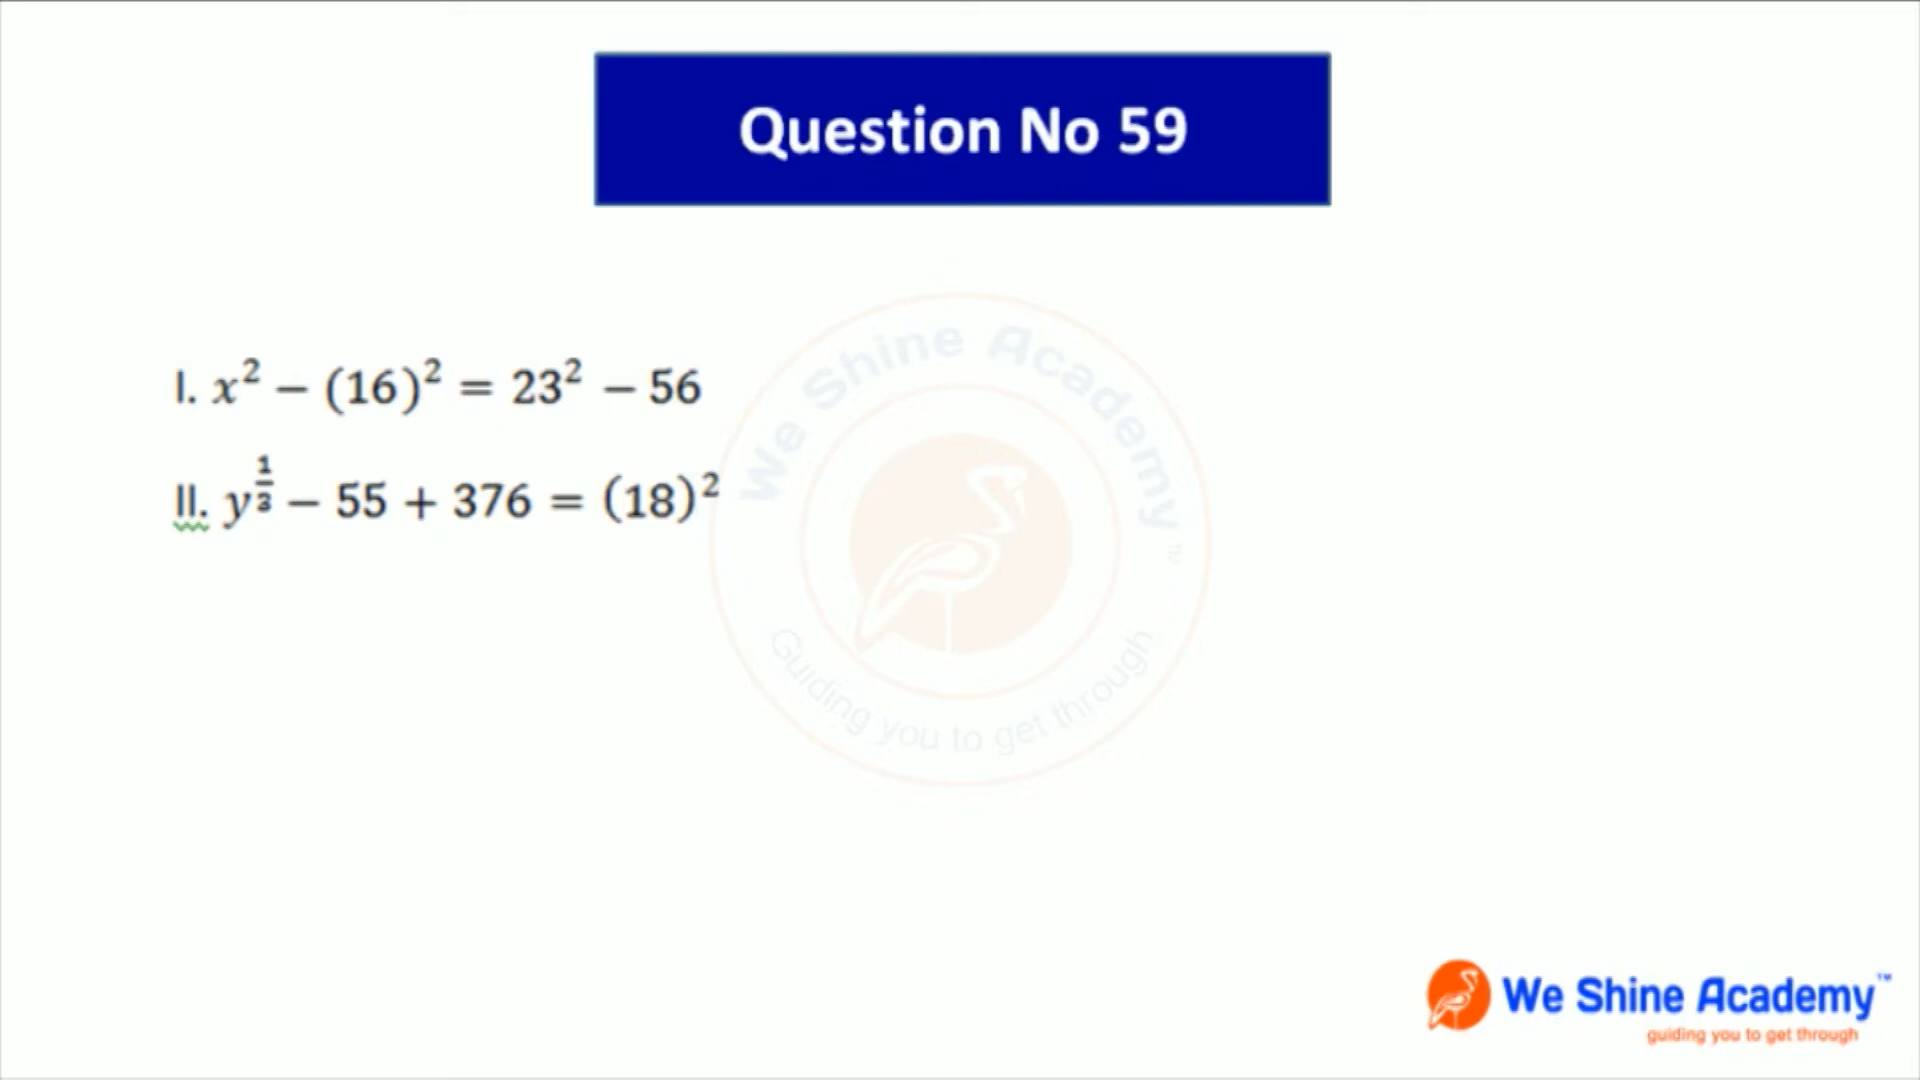 Question No 59
We Shine Academy™
I. x² – (16)² = 23² – 56
II. y^(1/3) – 55 + 376 = (18)²
Guiding you to get through
We Shine Academy™
guiding you to get through